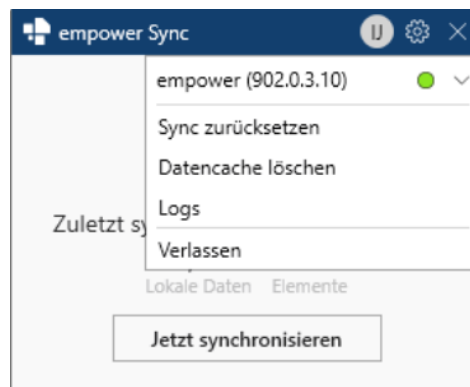 empower Sync
IJ
empower (902.0.3.10)
Sync zurücksetzen
Datencache löschen
Logs
Zuletzt sy
Verlassen
Lokale Daten Elemente
Jetzt synchronisieren